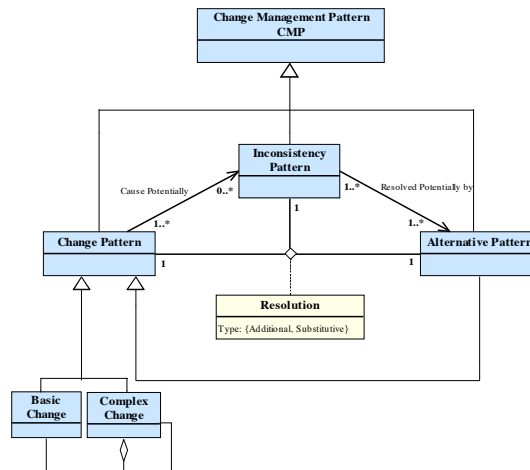 Change Management Pattern
CMP
Inconsistency
Pattern
Cause Potentially
0..*
1..*
Resolved Potentially by
1
1..*
1..*
Change Pattern
Alternative Pattern
1
1
Resolution
Type: {Additional, Substitutive}
Basic
Change
Complex
Change